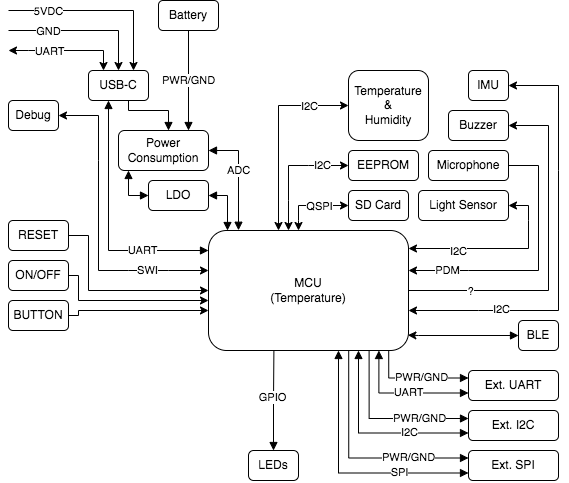 5VDC
GND
UART
Battery
PWR/GND
USB-C
Debug
Power
Consumption
ADC
LDO
I2C
Temperature
&
Humidity
I2C
EEPROM
QSPI
SD Card
IMU
Buzzer
Microphone
Light Sensor
RESET
ON/OFF
BUTTON
UART
SWI
MCU
(Temperature)
I2C
PDM
?
I2C
BLE
GPIO
LEDs
PWR/GND
UART
Ext. UART
PWR/GND
I2C
Ext. I2C
PWR/GND
SPI
Ext. SPI